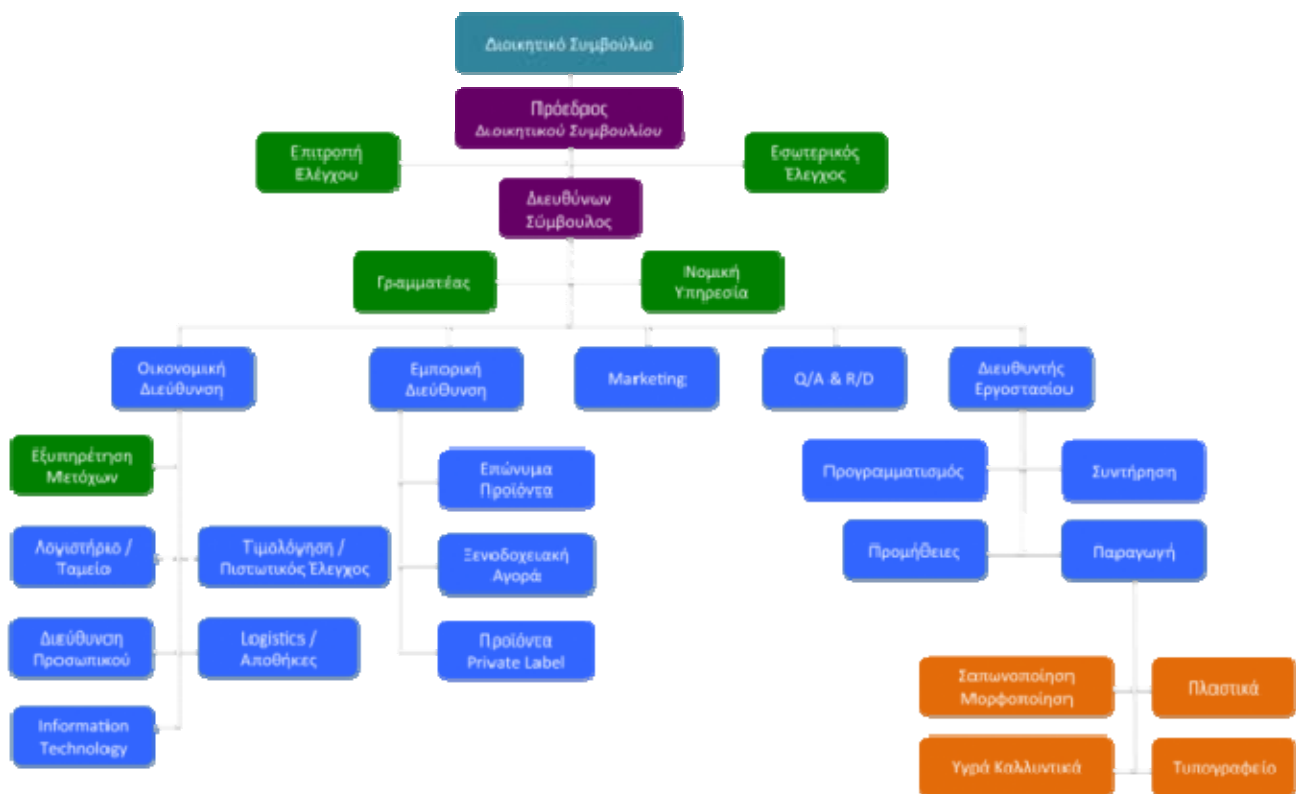 Διοικητικό Συμβούλιο
Πρόεδρος
Διοικητικού Συμβουλίου
Επιτροπή
Ελέγχου
Εσωτερικός
Έλεγχος
Διευθύνων
Σύμβουλος
Γραμματέας
Νομική
Υπηρεσία
Οικονομική
Διεύθυνση
Εμπορική
Διεύθυνση
Marketing
Q/A & R/D
Διευθυντής
Εργοστασίου
Εξυπηρέτηση
Μετόχων
Επώνυμα
Προϊόντα
Προγραμματισμός
Συντήρηση
Λογιστήριο /
Ταμείο
Τιμολόγηση /
Πιστωτικός Έλεγχος
Ξενοδοχειακή
Αγορά
Προμήθειες
Παραγωγή
Διεύθυνση
Προσωπικού
Logistics /
Αποθήκες
Προϊόντα
Private Label
Σαπωνοποίηση
Μορφοποίηση
Πλαστικά
Information
Technology
Υγρά Καλλυντικά
Τυπογραφείο